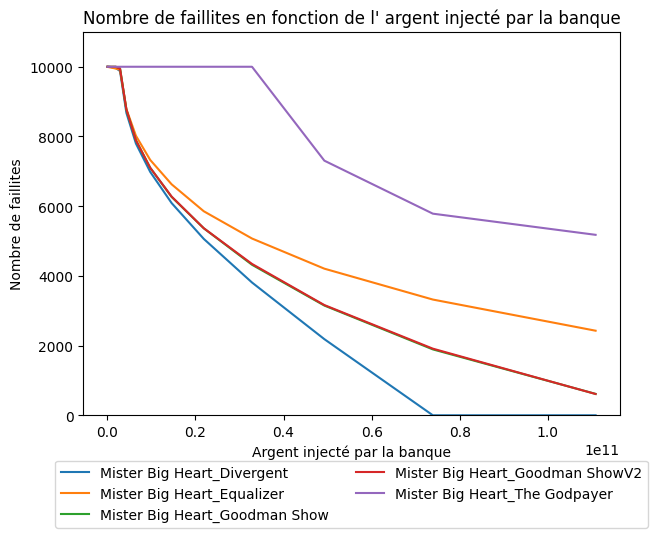 Nombre de faillites en fonction de l' argent injecté par la banque
Nombre de faillites
10000
8000
6000
4000
2000
0
0.0
0.2
0.4
0.6
0.8
1.0
1e11
Argent injecté par la banque
Mister Big Heart_Divergent
Mister Big Heart_Equalizer
Mister Big Heart_Goodman Show
Mister Big Heart_Goodman ShowV2
Mister Big Heart_The Godpayer